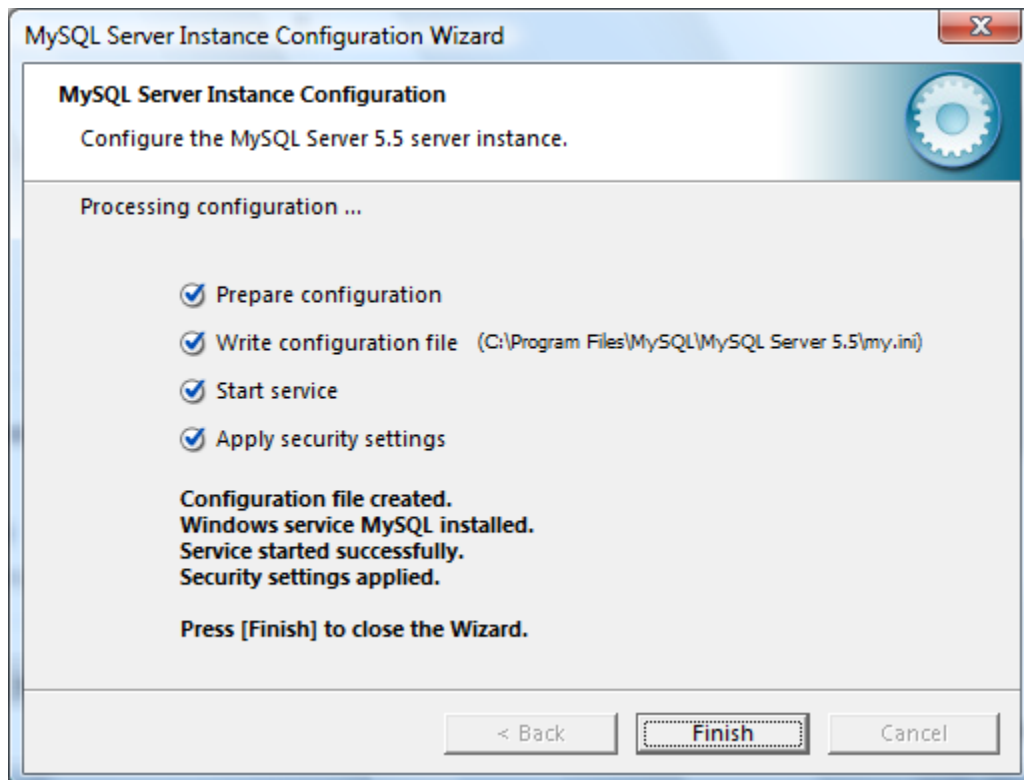 MySQL Server Instance Configuration Wizard
MySQL Server Instance Configuration
Configure the MySQL Server 5.5 server instance.
Processing configuration ...
Prepare configuration
Write configuration file (C:\Program Files\MySQL\MySQL Server 5.5\my.ini)
Start service
Apply security settings
Configuration file created.
Windows service MySQL installed.
Service started successfully.
Security settings applied.
Press [Finish] to close the Wizard.
< Back Finish Cancel